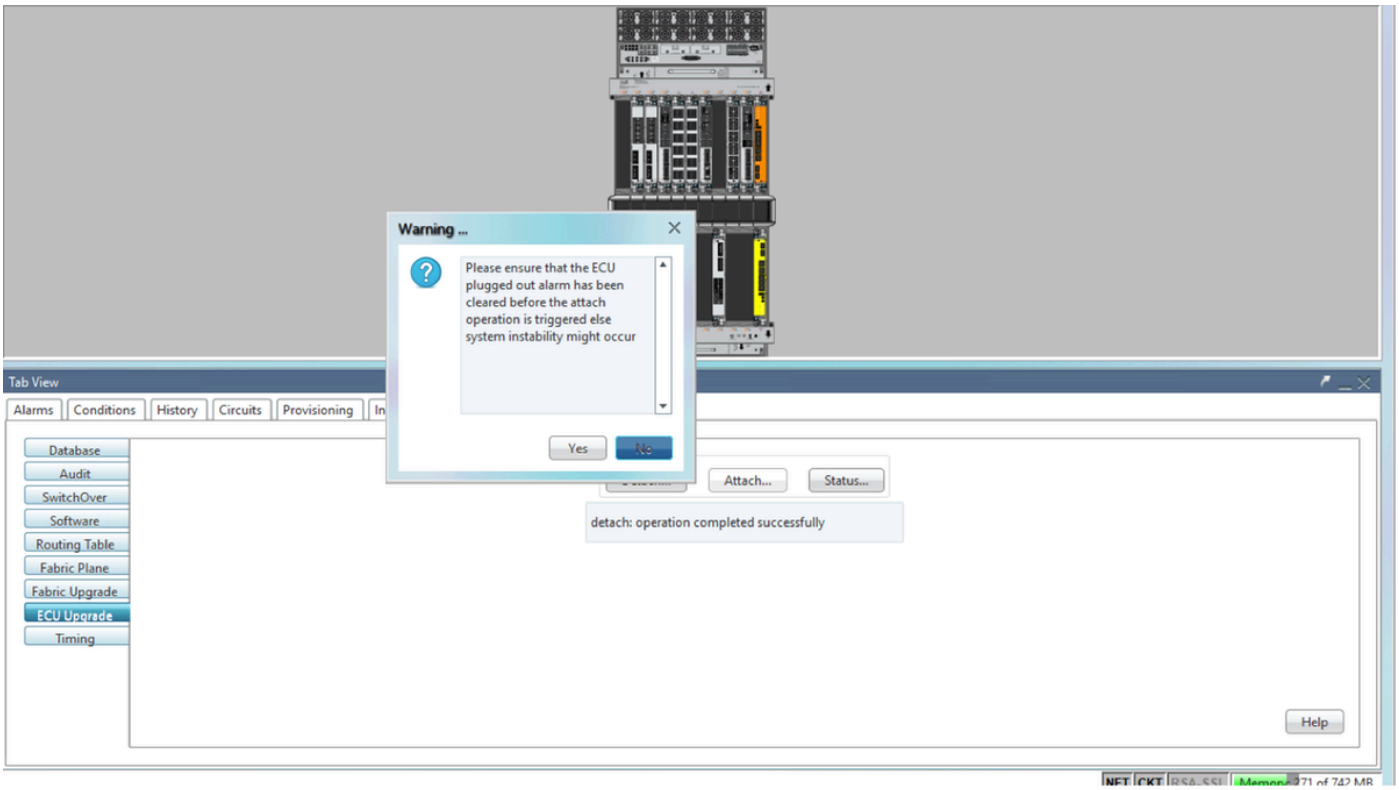 Warning ...
Please ensure that the ECU
plugged out alarm has been
cleared before the attach
operation is triggered else
system instability might occur
Yes
No
Tab View
Alarms
Conditions
History
Circuits
Provisioning
In
Database
Audit
SwitchOver
Software
Routing Table
Fabric Plane
Fabric Upgrade
ECU Upgrade
Timing
Attach...
Status...
detach: operation completed successfully
Help
NET CKT RSA-SSL Memory 271 of 742 MB